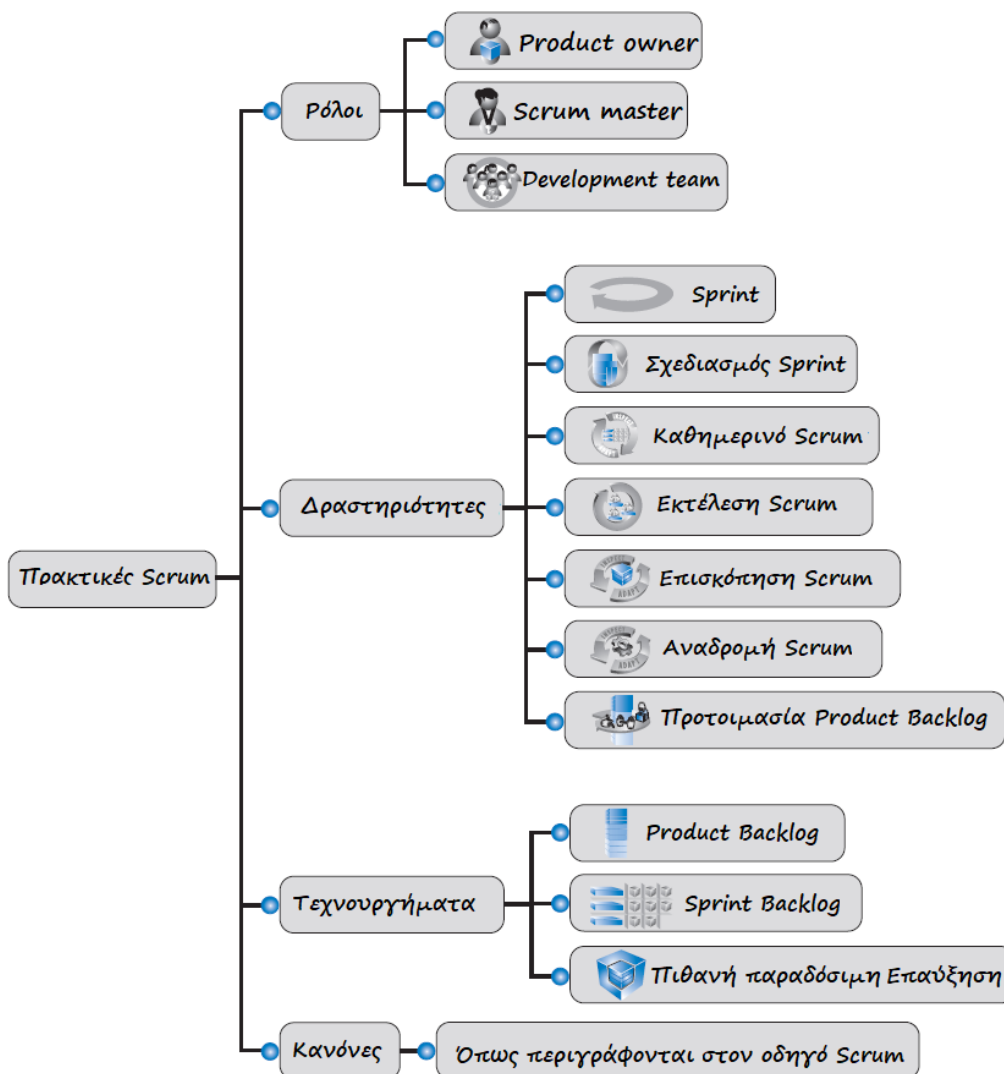 Product owner
Ρόλοι
Scrum master
Development team
Sprint
Σχεδιασμός Sprint
Καθημερινό Scrum
Δραστηριότητες
Εκτέλεση Scrum
Πρακτικές Scrum
Επισκόπηση Scrum
Αναδρομή Scrum
Προτοιμασία Product Backlog
Product Backlog
Τεχνουργήματα
Sprint Backlog
Πιθανή παραδόσιμη Επαύξηση
Κανόνες
Όπως περιγράφονται στον οδηγό Scrum